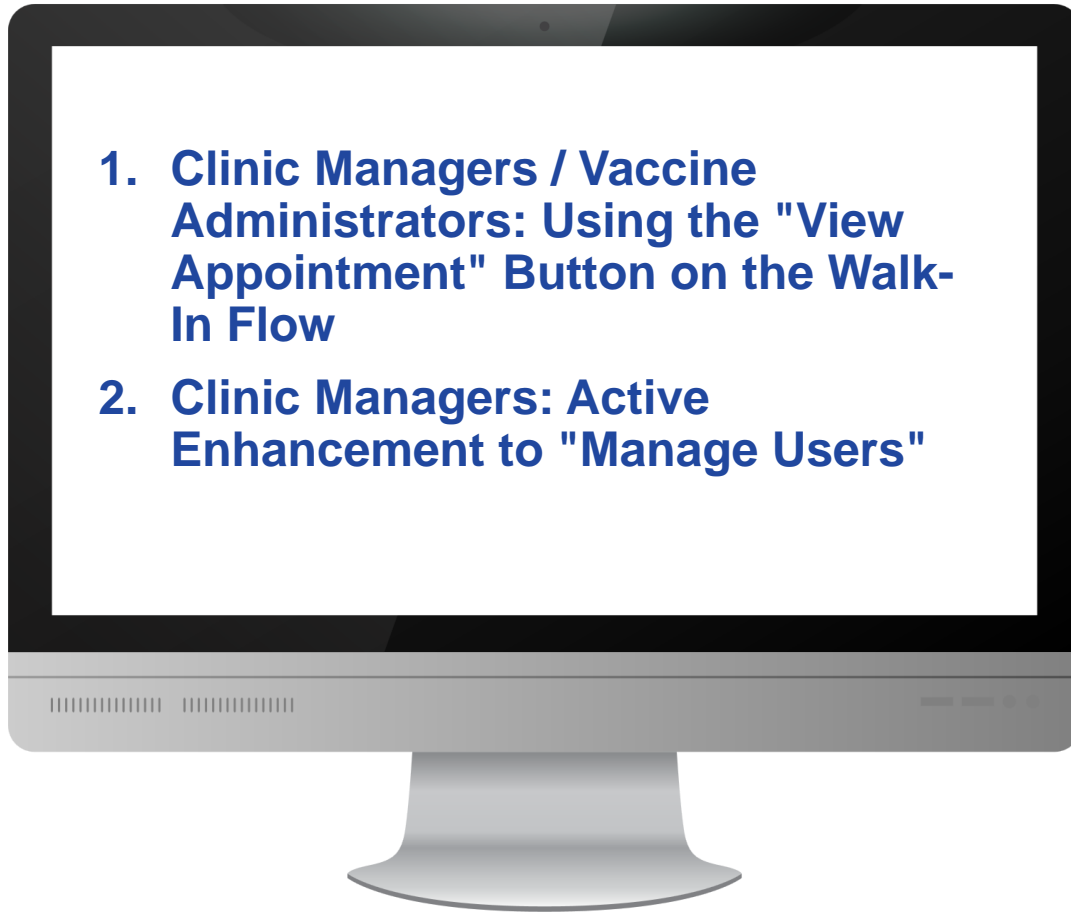 1. Clinic Managers / Vaccine
Administrators: Using the "View
Appointment" Button on the Walk-
In Flow
2. Clinic Managers: Active
Enhancement to "Manage Users"